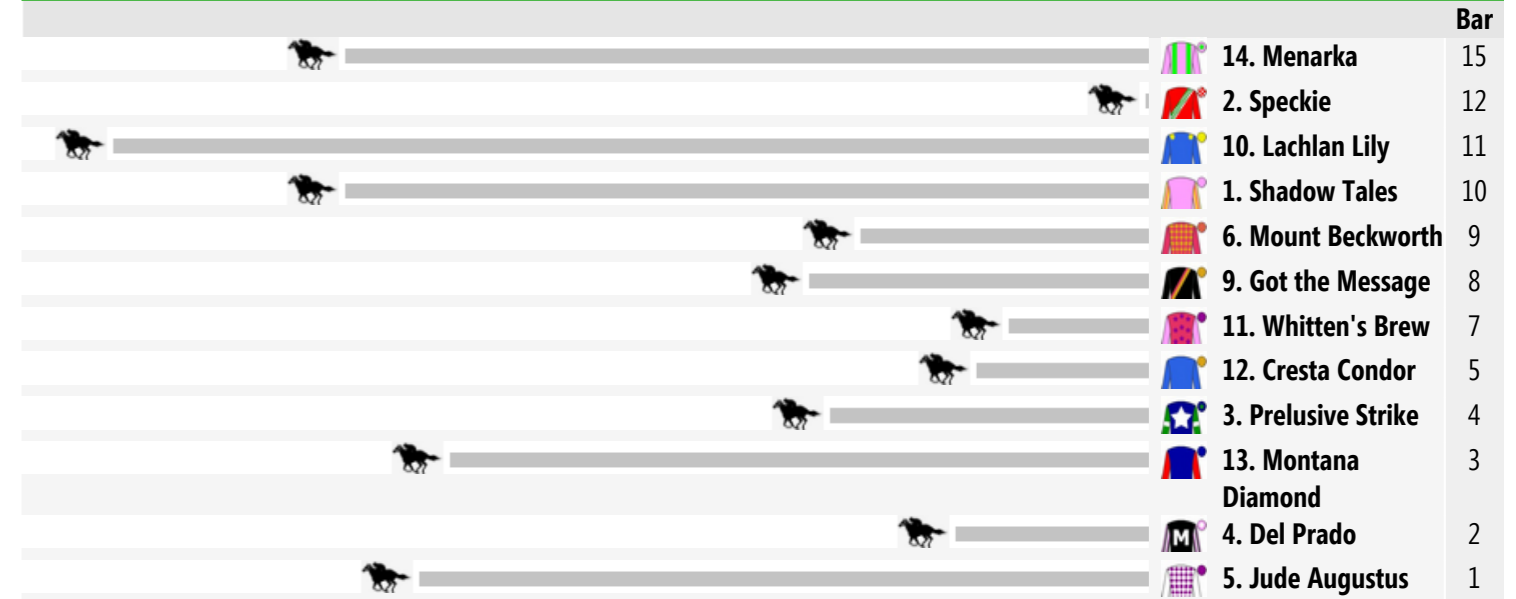 Bar
14. Menarka 15
2. Speckie 12
10. Lachlan Lily 11
1. Shadow Tales 10
6. Mount Beckworth 9
9. Got the Message 8
11. Whitten's Brew 7
12. Cresta Condor 5
3. Prelusive Strike 4
13. Montana 3
Diamond
M 4. Del Prado 2
5. Jude Augustus 1